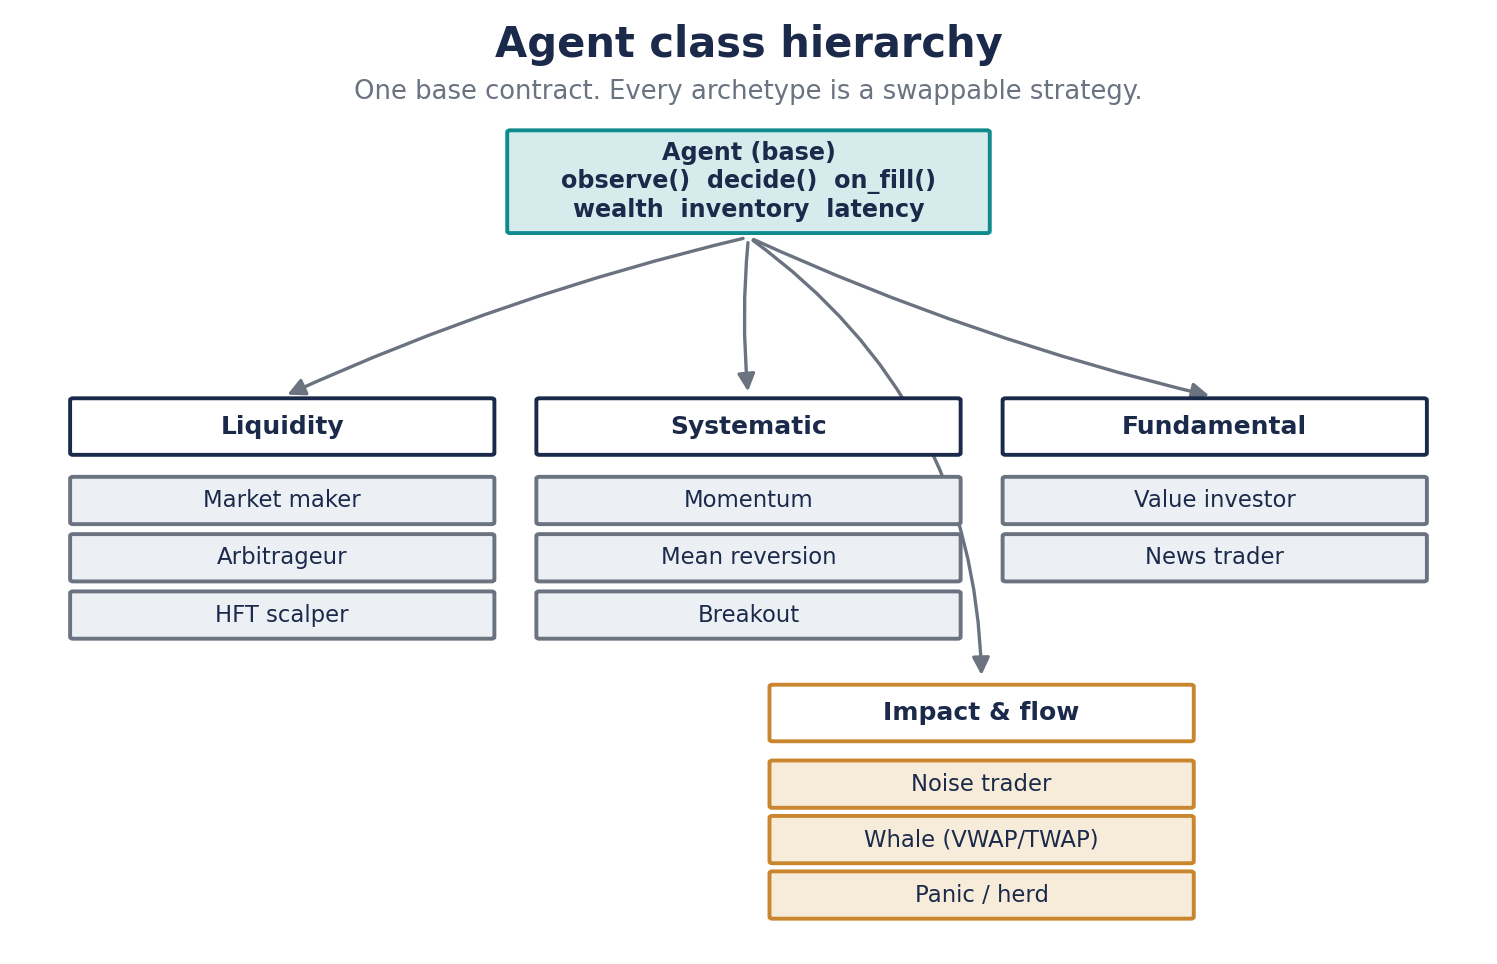 Agent class hierarchy
One base contract. Every archetype is a swappable strategy.
Agent (base)
observe()  decide()  on_fill()
wealth  inventory  latency
Liquidity
Market maker
Arbitrageur
HFT scalper
Systematic
Momentum
Mean reversion
Breakout
Fundamental
Value investor
News trader
Impact & flow
Noise trader
Whale (VWAP/TWAP)
Panic / herd